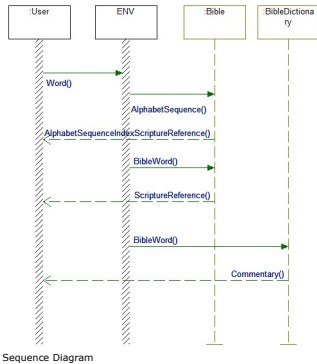 :User
ENV
:Bible
:BibleDictiona
ry
Word()
AlphabetSequence()
AlphabetSequenceIndexScriptureReference()
BibleWord()
ScriptureReference()
BibleWord()
Commentary()
Sequence Diagram